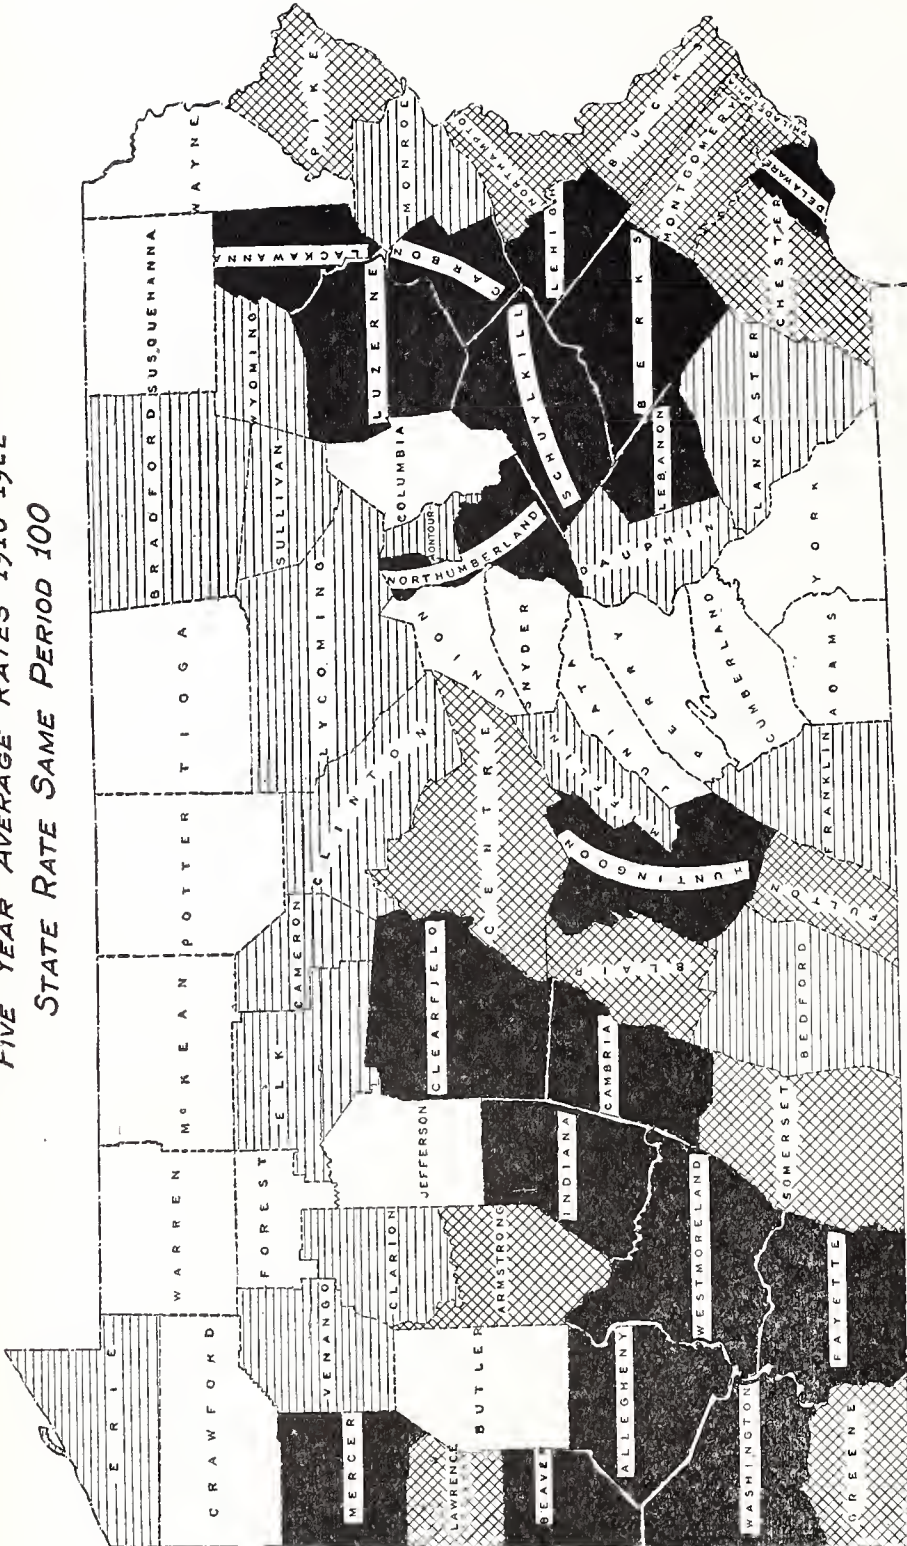 FIVE YEAR AVERAGE RATES
STATE RATE SAME PERIOD 100
ERIE
CRAWFORD
MERCER
LAWRENCE
BEAVER
WASHINGTON
GREENE
ALLEGHENY
BUTLER
VENANGO
WARREN
FOREST
CLARION
ARMSTRONG
WESTMORELAND
FAYETTE
INDIANA
JEFFERSON
MCKEAN
ELK
CAMERON
CLEARFIELD
CAMBRIA
SOMERSET
BEDFORD
BLAIR
POTTER
CLINTON
CENTRE
HUNTINGDON
FULTON
FRANKLIN
TIOGA
LYCOMING
UNION
SNYDER
MIFFLIN
JUNIATA
PERRY
CUMBERLAND
ADAMS
YORK
BRADFORD
SULLIVAN
MONTOUR
NORTHUMBERLAND
DAUPHIN
COLUMBIA
SCHUYLKILL
LEBANON
LANCASTER
SUSQUEHANNA
WYOMING
LUZERNE
LACKAWANNA
CARBON
LEHIGH
BERKS
CHESTER
WAYNE
PIKE
MONROE
NORTHAMPTO
BUCKS
MONTGOMERY
PHILADELPHIA
DELAWARE